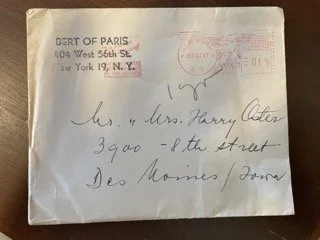 BERT OF PARIS
404 West 56th St.
New York 19, N. Y.
Mr. & Mrs. Harry Oster
3900 - 8th Street
Des Moines / Iowa